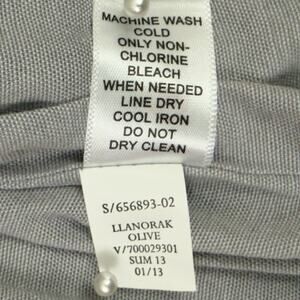 MACHINE WASH
COLD
ONLY NON-
CHLORINE
BLEACH
WHEN NEEDED
LINE DRY
COOL IRON
DO NOT
DRY CLEAN
S/656893-02
LLANORAK
OLIVE
V/700029301
SUM 13
01/13